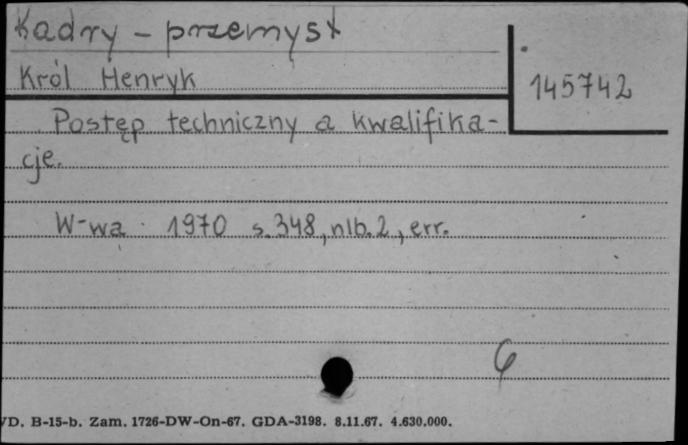 Kadry - przemysł
Król Henryk
145742
Postęp techniczny a kwalifika-
cje.
W-wa 1970 s. 348, nlb. 2, err.
VD. B-15-b. Zam. 1726-DW-On-67. GDA-3198. 8.11.67. 4.630.000.